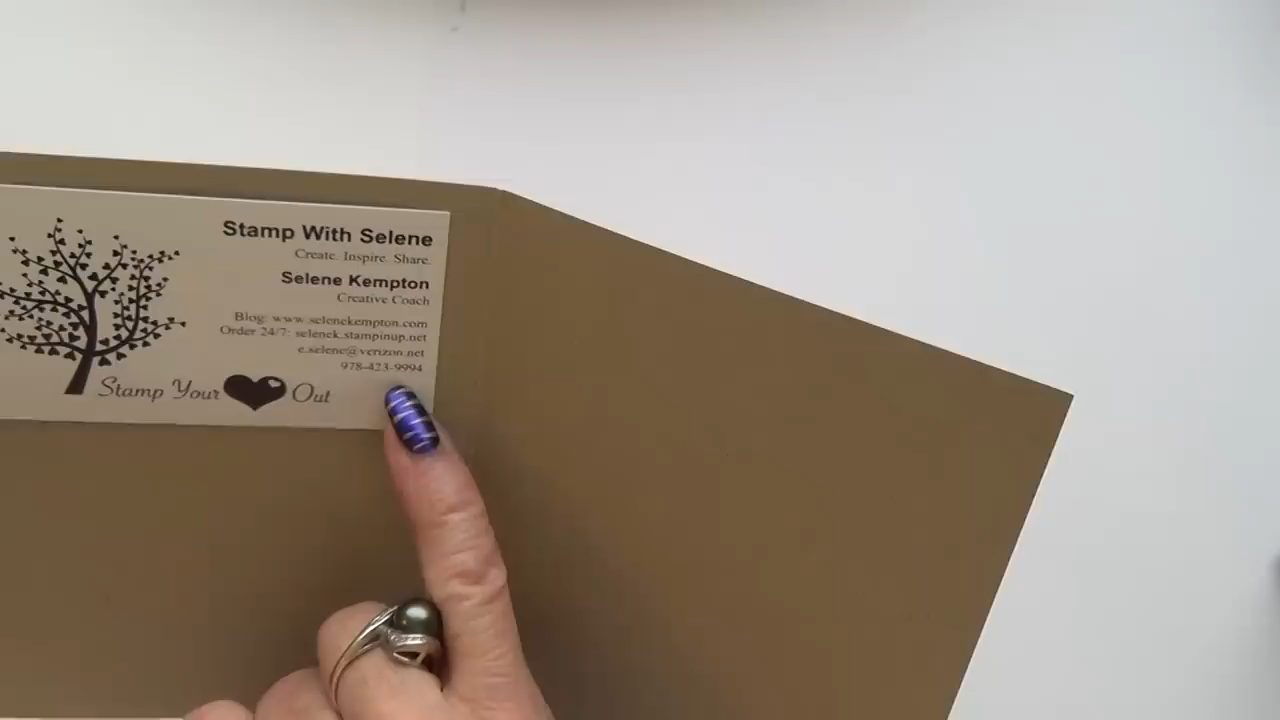 Stamp With Selene
Create. Inspire. Share.
Selene Kempton
Creative Coach
Blog: www.selenekempton.com
Order 24/7: selenek.stampinup.net
e.selene@verizon.net
978-423-9994
Stamp Your Out